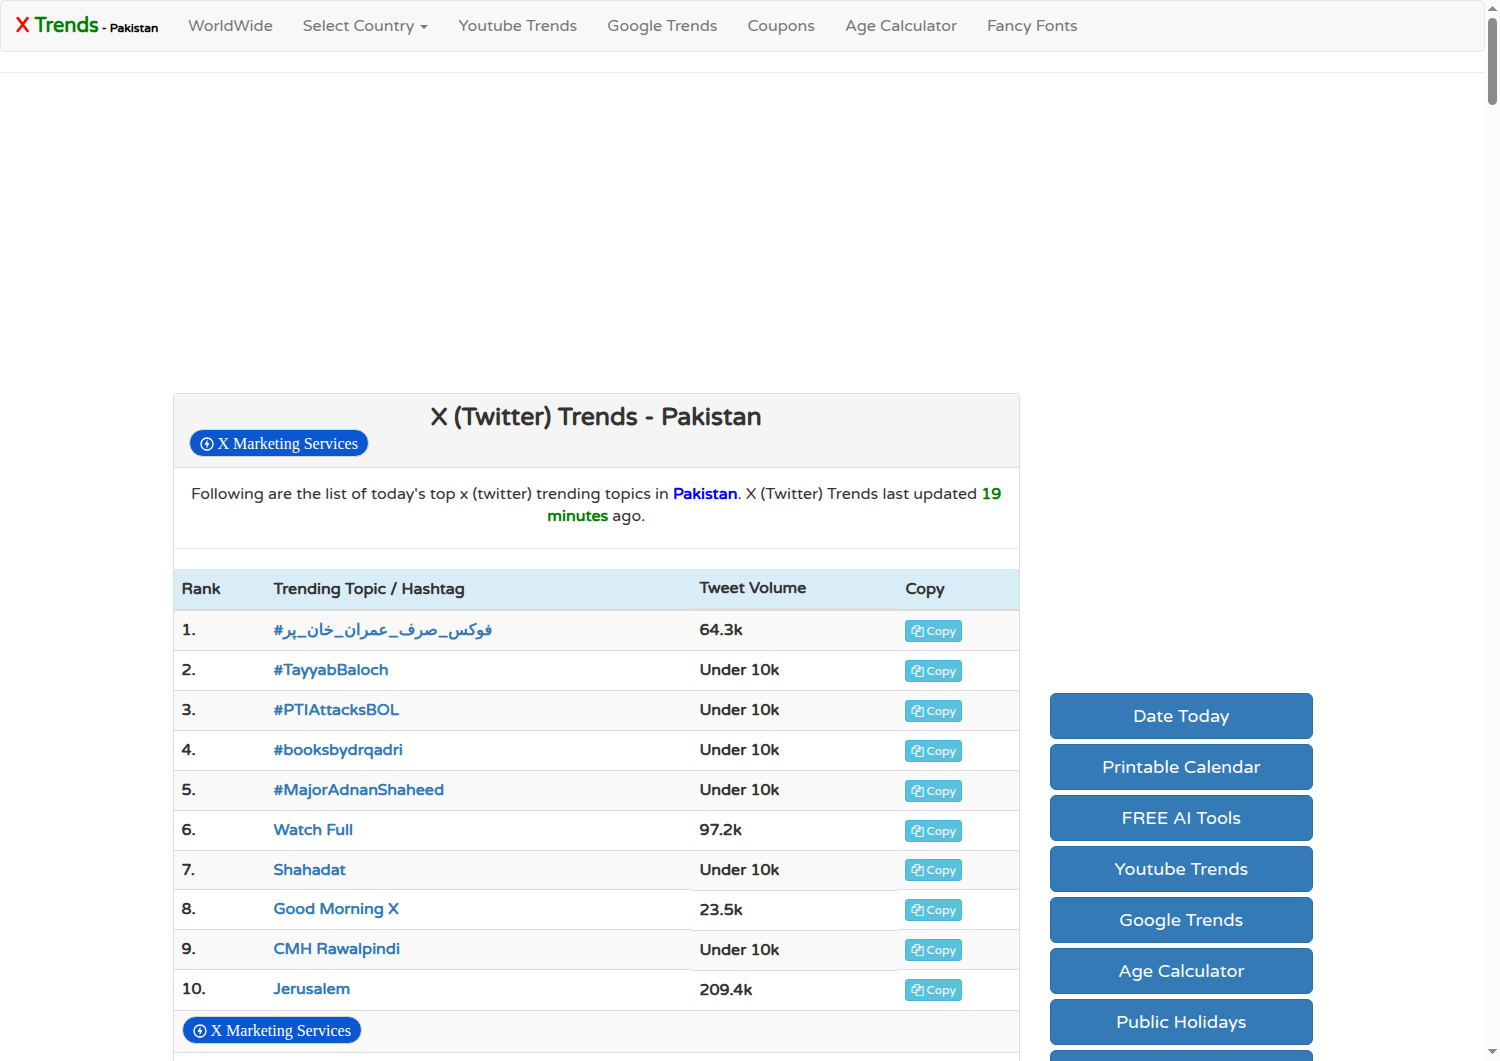 X Trends - Pakistan WorldWide Select Country Youtube Trends Google Trends Coupons Age Calculator Fancy Fonts
X (Twitter) Trends - Pakistan
X Marketing Services
Following are the list of today's top x (twitter) trending topics in Pakistan. X (Twitter) Trends last updated 19
minutes ago.
Rank Trending Topic / Hashtag Tweet Volume Copy
1. #فوکس_صرف_عمران_خان_پر 64.3k Copy
2. #TayyabBaloch Under 10k Copy
3. #PTIAttacksBOL Under 10k Copy
4. #booksbydrqadri Under 10k Copy
5. #MajorAdnanShaheed Under 10k Copy
6. Watch Full 97.2k Copy
7. Shahadat Under 10k Copy
8. Good Morning X 23.5k Copy
9. CMH Rawalpindi Under 10k Copy
10. Jerusalem 209.4k Copy
X Marketing Services
Date Today
Printable Calendar
FREE AI Tools
Youtube Trends
Google Trends
Age Calculator
Public Holidays